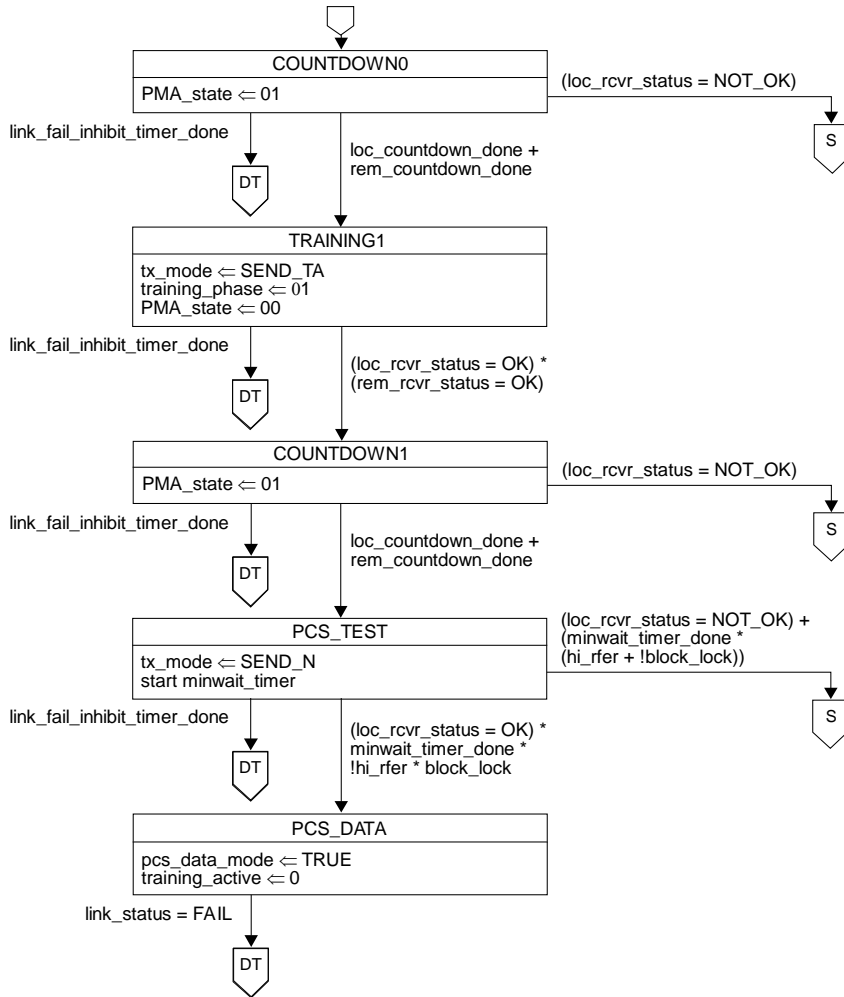 COUNTDOWN0
PMA_state ⇐ 01
(loc_rcvr_status = NOT_OK)
S
link_fail_inhibit_timer_done
DT
loc_countdown_done +
rem_countdown_done
TRAINING1
tx_mode ⇐ SEND_TA
training_phase ⇐ 01
PMA_state ⇐ 00
link_fail_inhibit_timer_done
DT
(loc_rcvr_status = OK) *
(rem_rcvr_status = OK)
COUNTDOWN1
PMA_state ⇐ 01
(loc_rcvr_status = NOT_OK)
S
link_fail_inhibit_timer_done
DT
loc_countdown_done +
rem_countdown_done
PCS_TEST
tx_mode ⇐ SEND_N
start minwait_timer
(loc_rcvr_status = NOT_OK) +
(minwait_timer_done *
(hi_rfer + !block_lock))
S
link_fail_inhibit_timer_done
DT
(loc_rcvr_status = OK) *
minwait_timer_done *
!hi_rfer * block_lock
PCS_DATA
pcs_data_mode ⇐ TRUE
training_active ⇐ 0
link_status = FAIL
DT